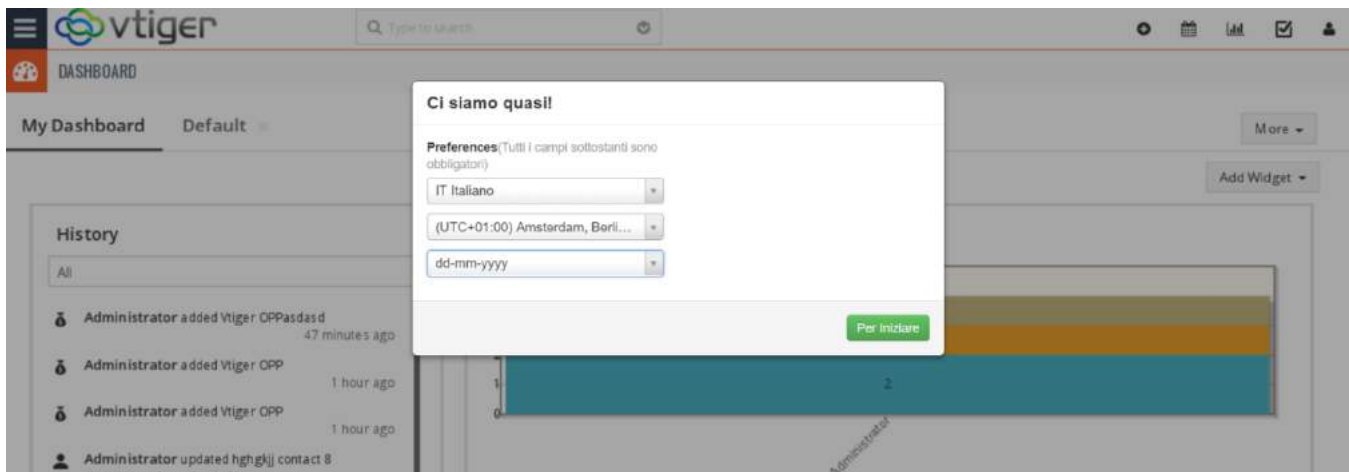 vtiger
Type to search
DASHBOARD
My Dashboard
Default
More
Add Widget
Ci siamo quasi!
Preferences(Tutti i campi sottostanti sono
obbligatori)
IT Italiano
(UTC+01:00) Amsterdam, Berli...
dd-mm-yyyy
Per Iniziare
History
All
Administrator added Vtiger OPPasdasd
47 minutes ago
Administrator added Vtiger OPP
1 hour ago
Administrator added Vtiger OPP
1 hour ago
Administrator updated hghgkjj contact 8
1
0
2
Administrator